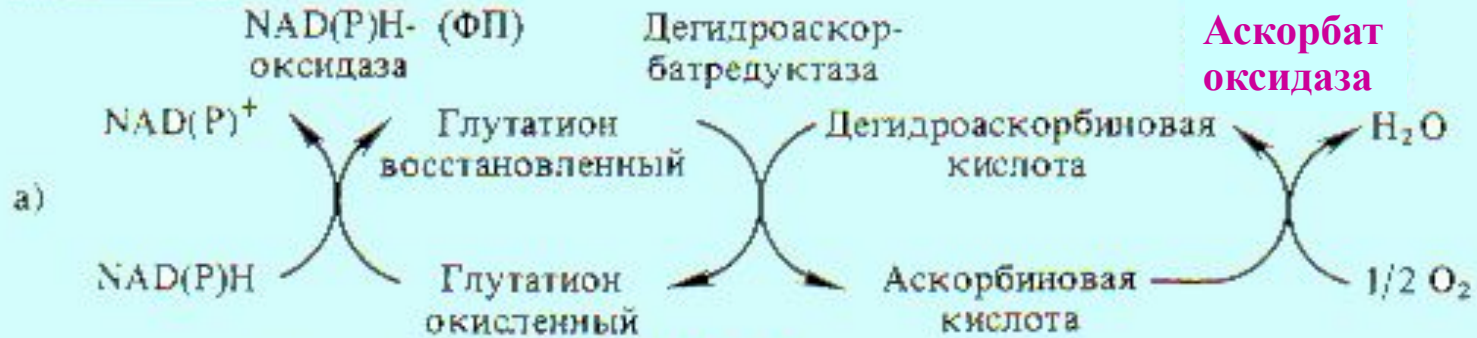 NAD(P)H- (ФП)
оксидаза
Дегидроаскор-
батредуктаза
Аскорбат
оксидаза
NAD(P)⁺
Глутатион
восстановленный
Дегидроаскорбиновая
кислота
H₂O
а)
NAD(P)H
Глутатион
окисленный
Аскорбиновая
кислота
1/2 O₂